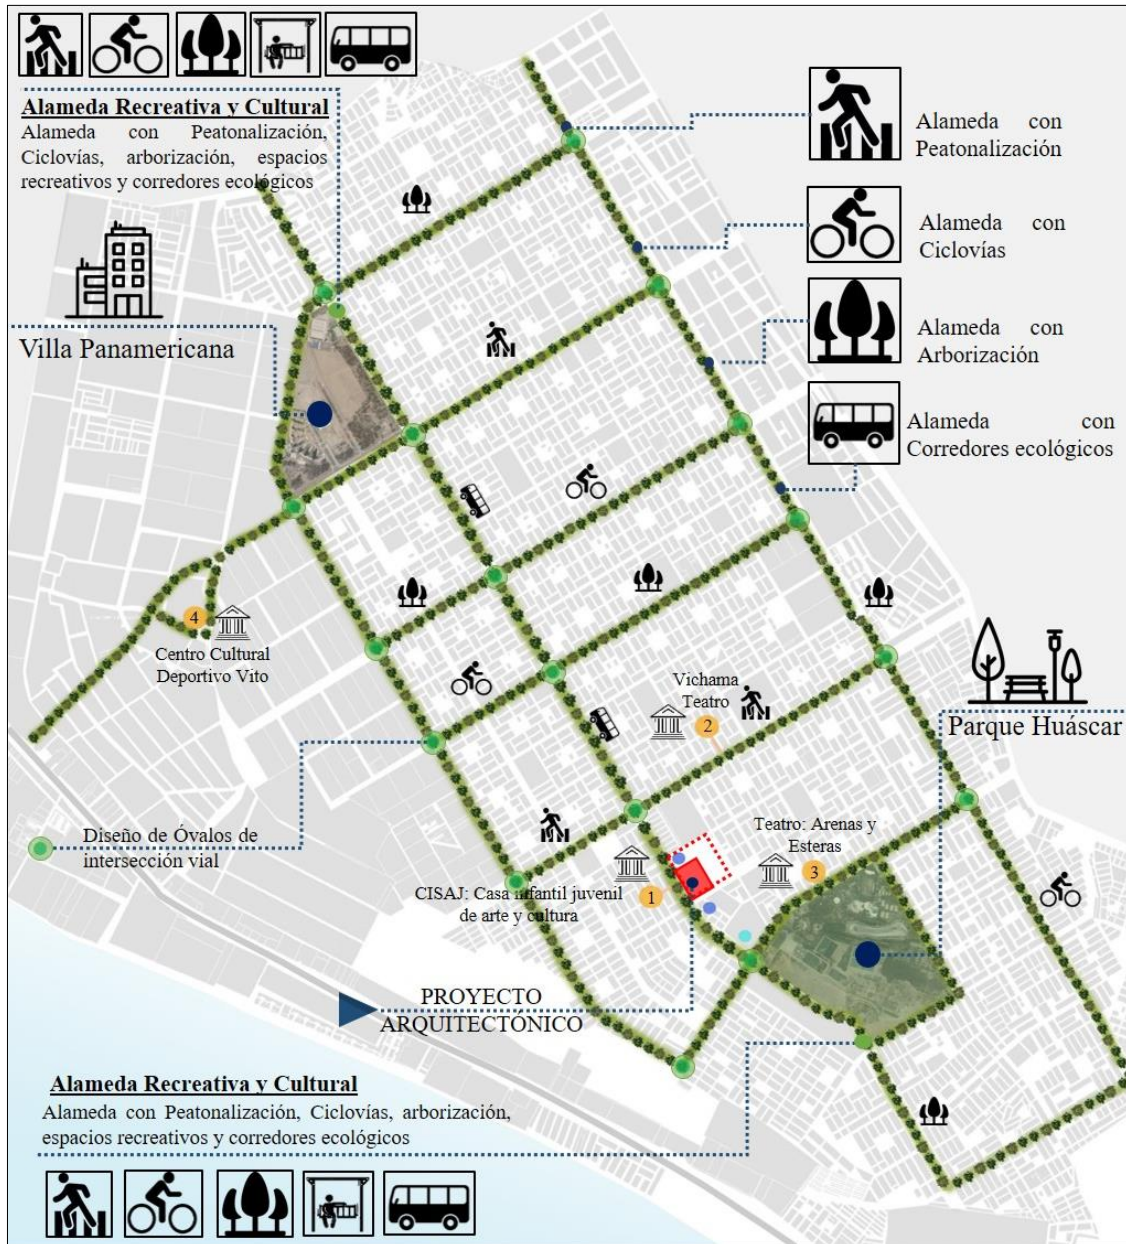 Alameda Recreativa y Cultural
Alameda con Peatonalización,
Ciclovías, arborización, espacios
recreativos y corredores ecológicos
Alameda con
Peatonalización
Alameda con
Ciclovías
Alameda con
Arborización
Alameda con
Corredores ecológicos
Villa Panamericana
4
Centro Cultural
Deportivo Vito
Vichama
Teatro
2
Parque Huáscar
Diseño de Óvalos de
intersección vial
Teatro: Arenas y
Esteras
3
CISAJ: Casa infantil juvenil
de arte y cultura
1
PROYECTO
ARQUITECTÓNICO
Alameda Recreativa y Cultural
Alameda con Peatonalización, Ciclovías, arborización,
espacios recreativos y corredores ecológicos